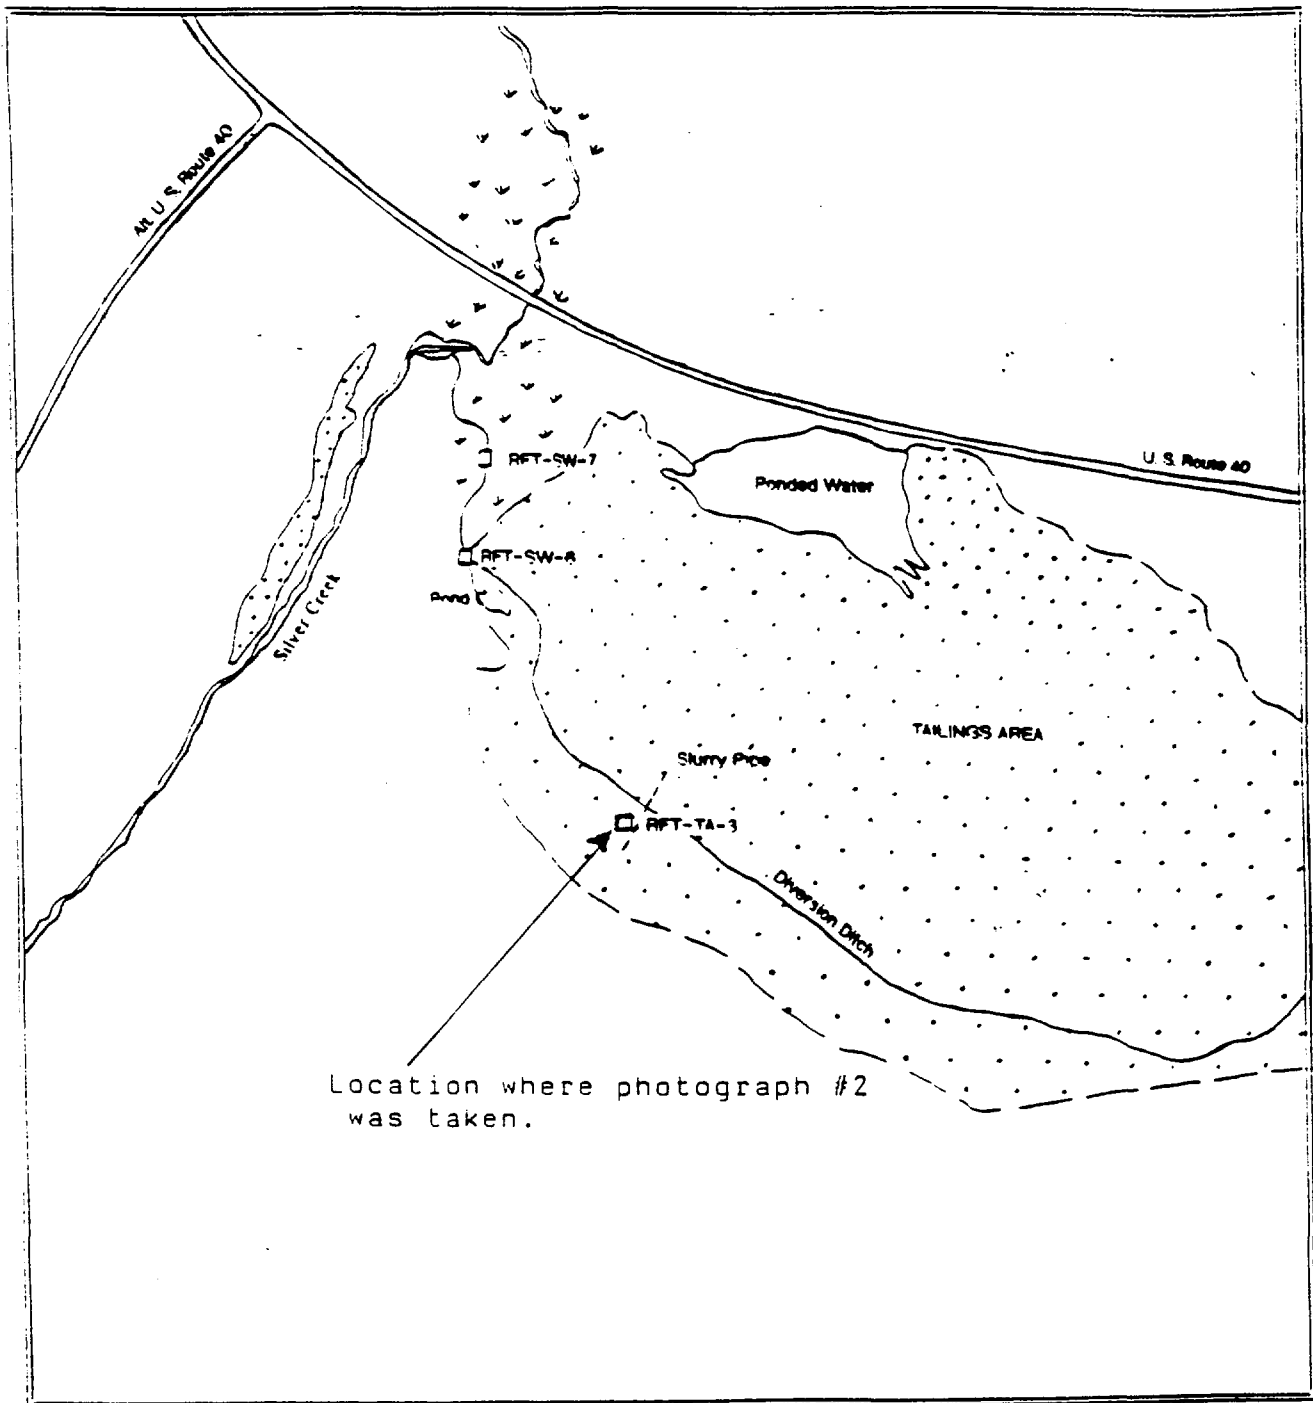 Alt. U. S. Route 40
U. S. Route 40
RFT-SW-7
Ponded Water
RFT-SW-8
Pond
Silver Creek
TAILINGS AREA
Slurry Pipe
RFT-TA-3
Diversion Ditch
Location where photograph #2
was taken.